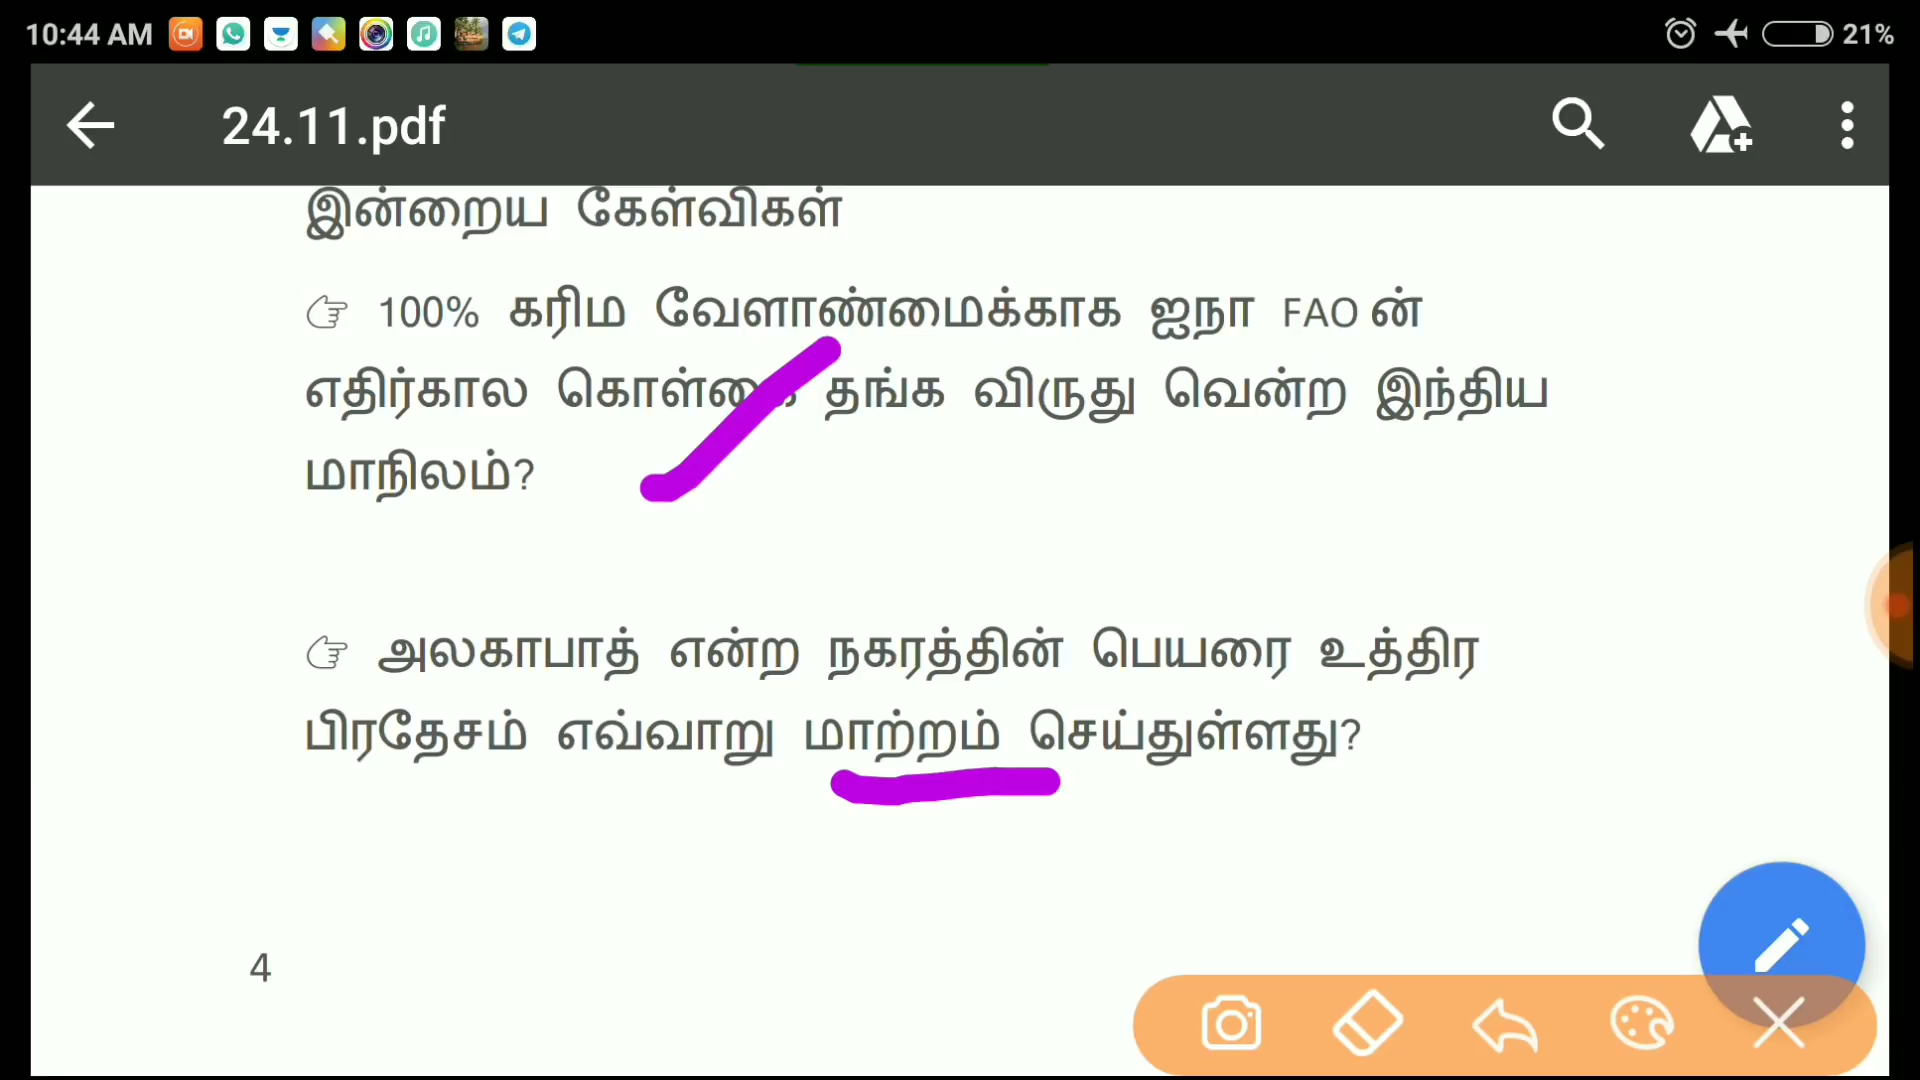 10:44 AM 21%
24.11.pdf
இன்றைய கேள்விகள்
100% கரிம வேளாண்மைக்காக ஐநா FAO ன்
எதிர்கால கொள்கை தங்க விருது வென்ற இந்திய
மாநிலம்?
அலகாபாத் என்ற நகரத்தின் பெயரை உத்திர
பிரதேசம் எவ்வாறு மாற்றம் செய்துள்ளது?
4